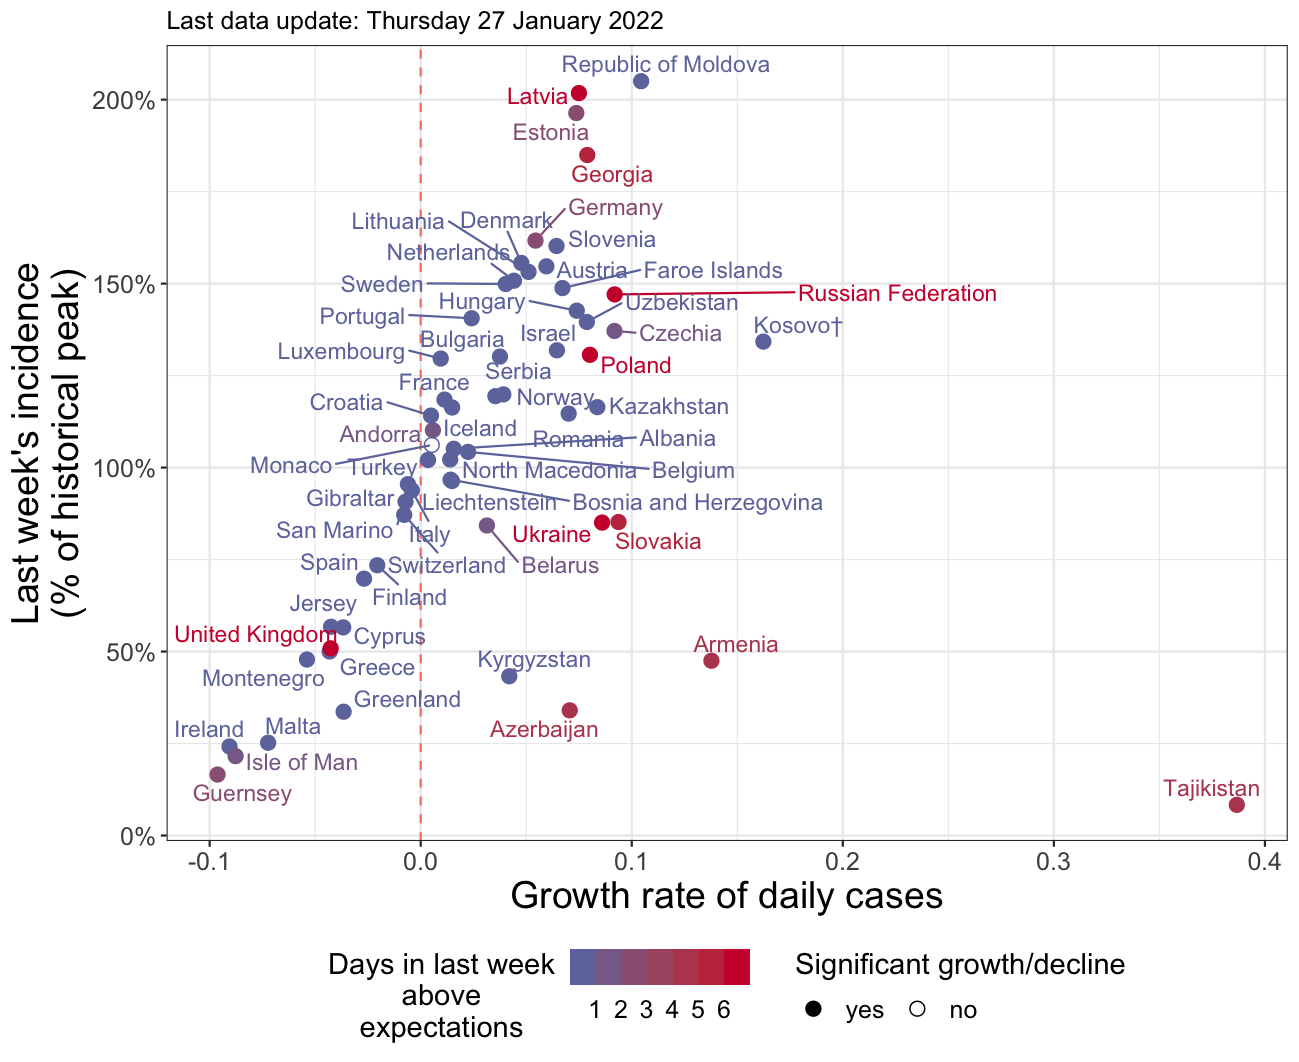 Last data update: Thursday 27 January 2022
Last week's incidence
(% of historical peak)
200%
150%
100%
50%
0%
Republic of Moldova
Latvia
Estonia
Georgia
Germany
Lithuania
Denmark
Slovenia
Netherlands
Austria
Faroe Islands
Sweden
Russian Federation
Hungary
Uzbekistan
Portugal
Kosovo†
Israel
Czechia
Bulgaria
Luxembourg
Poland
Serbia
France
Norway
Croatia
Kazakhstan
Iceland
Andorra
Romania
Albania
Monaco
Turkey
North Macedonia
Belgium
Gibraltar
Liechtenstein
Bosnia and Herzegovina
San Marino
Italy
Ukraine
Slovakia
Spain
Switzerland
Belarus
Finland
Jersey
United Kingdom
Cyprus
Armenia
Kyrgyzstan
Greece
Montenegro
Greenland
Ireland
Malta
Azerbaijan
Isle of Man
Tajikistan
Guernsey
-0.1
0.0
0.1
0.2
0.3
0.4
Growth rate of daily cases
Days in last week
above
expectations
1 2 3 4 5 6
Significant growth/decline
yes
no